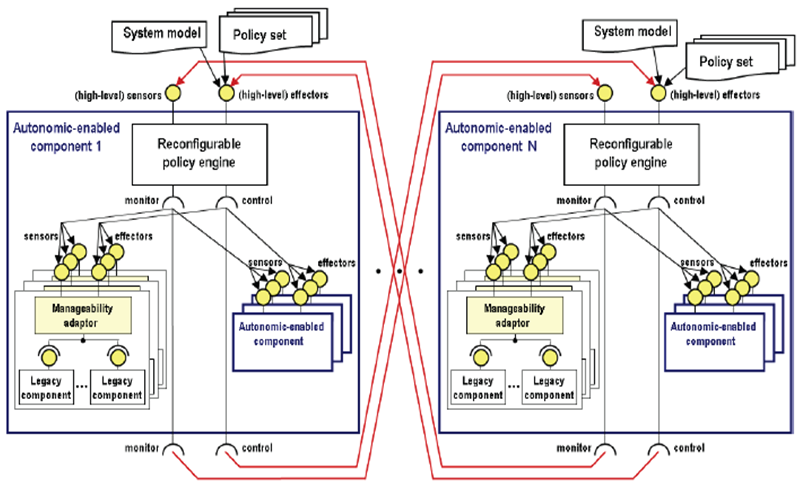 System model
Policy set
(high-level) sensors
(high-level) effectors
Autonomic-enabled
component 1
Reconfigurable
policy engine
monitor
control
sensors
effectors
sensors
effectors
Manageability
adaptor
Legacy
component
...
Legacy
component
Autonomic-enabled
component
monitor
control
. . .
System model
Policy set
(high-level) sensors
(high-level) effectors
Autonomic-enabled
component N
Reconfigurable
policy engine
monitor
control
sensors
effectors
sensors
effectors
Manageability
adaptor
Legacy
component
...
Legacy
component
Autonomic-enabled
component
monitor
control